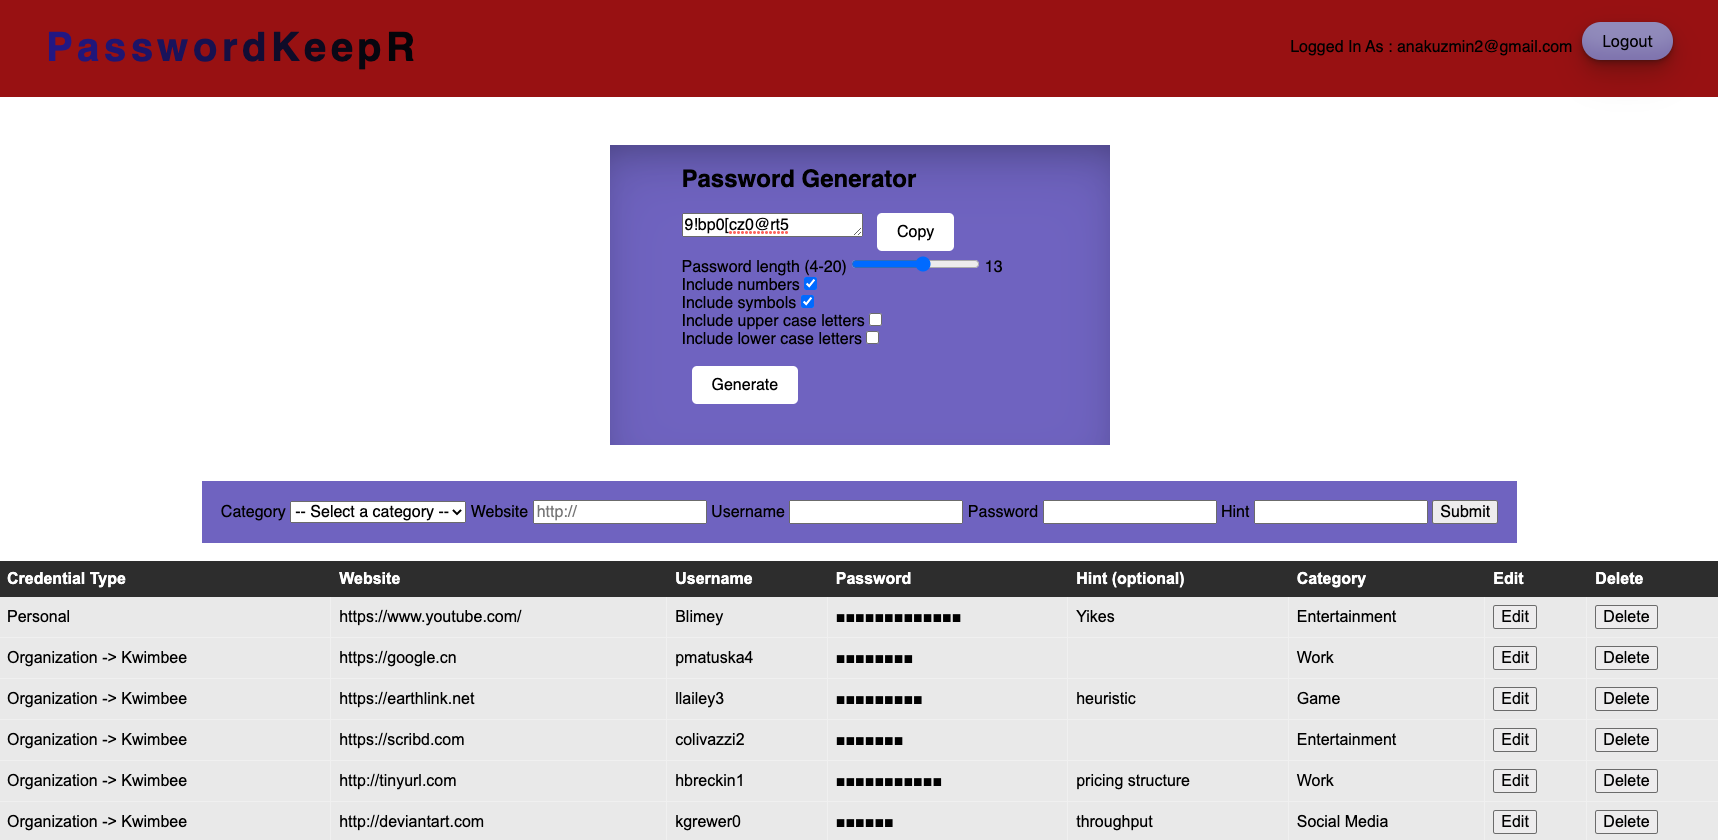 PasswordKeepR
Logged In As : anakuzmin2@gmail.com Logout
Password Generator
9!bp0[cz0@rt5 Copy
Password length (4-20) 13
Include numbers
Include symbols
Include upper case letters
Include lower case letters
Generate
Category -- Select a category -- Website http:// Username Password Hint Submit
Credential Type Website Username Password Hint (optional) Category Edit Delete
Personal https://www.youtube.com/ Blimey ▪▪▪▪▪▪▪▪▪▪▪▪▪ Yikes Entertainment Edit Delete
Organization -> Kwimbee https://google.cn pmatuska4 ▪▪▪▪▪▪▪▪ Work Edit Delete
Organization -> Kwimbee https://earthlink.net llailey3 ▪▪▪▪▪▪▪▪▪ heuristic Game Edit Delete
Organization -> Kwimbee https://scribd.com colivazzi2 ▪▪▪▪▪▪▪ Entertainment Edit Delete
Organization -> Kwimbee http://tinyurl.com hbreckin1 ▪▪▪▪▪▪▪▪▪▪▪ pricing structure Work Edit Delete
Organization -> Kwimbee http://deviantart.com kgrewer0 ▪▪▪▪▪▪ throughput Social Media Edit Delete